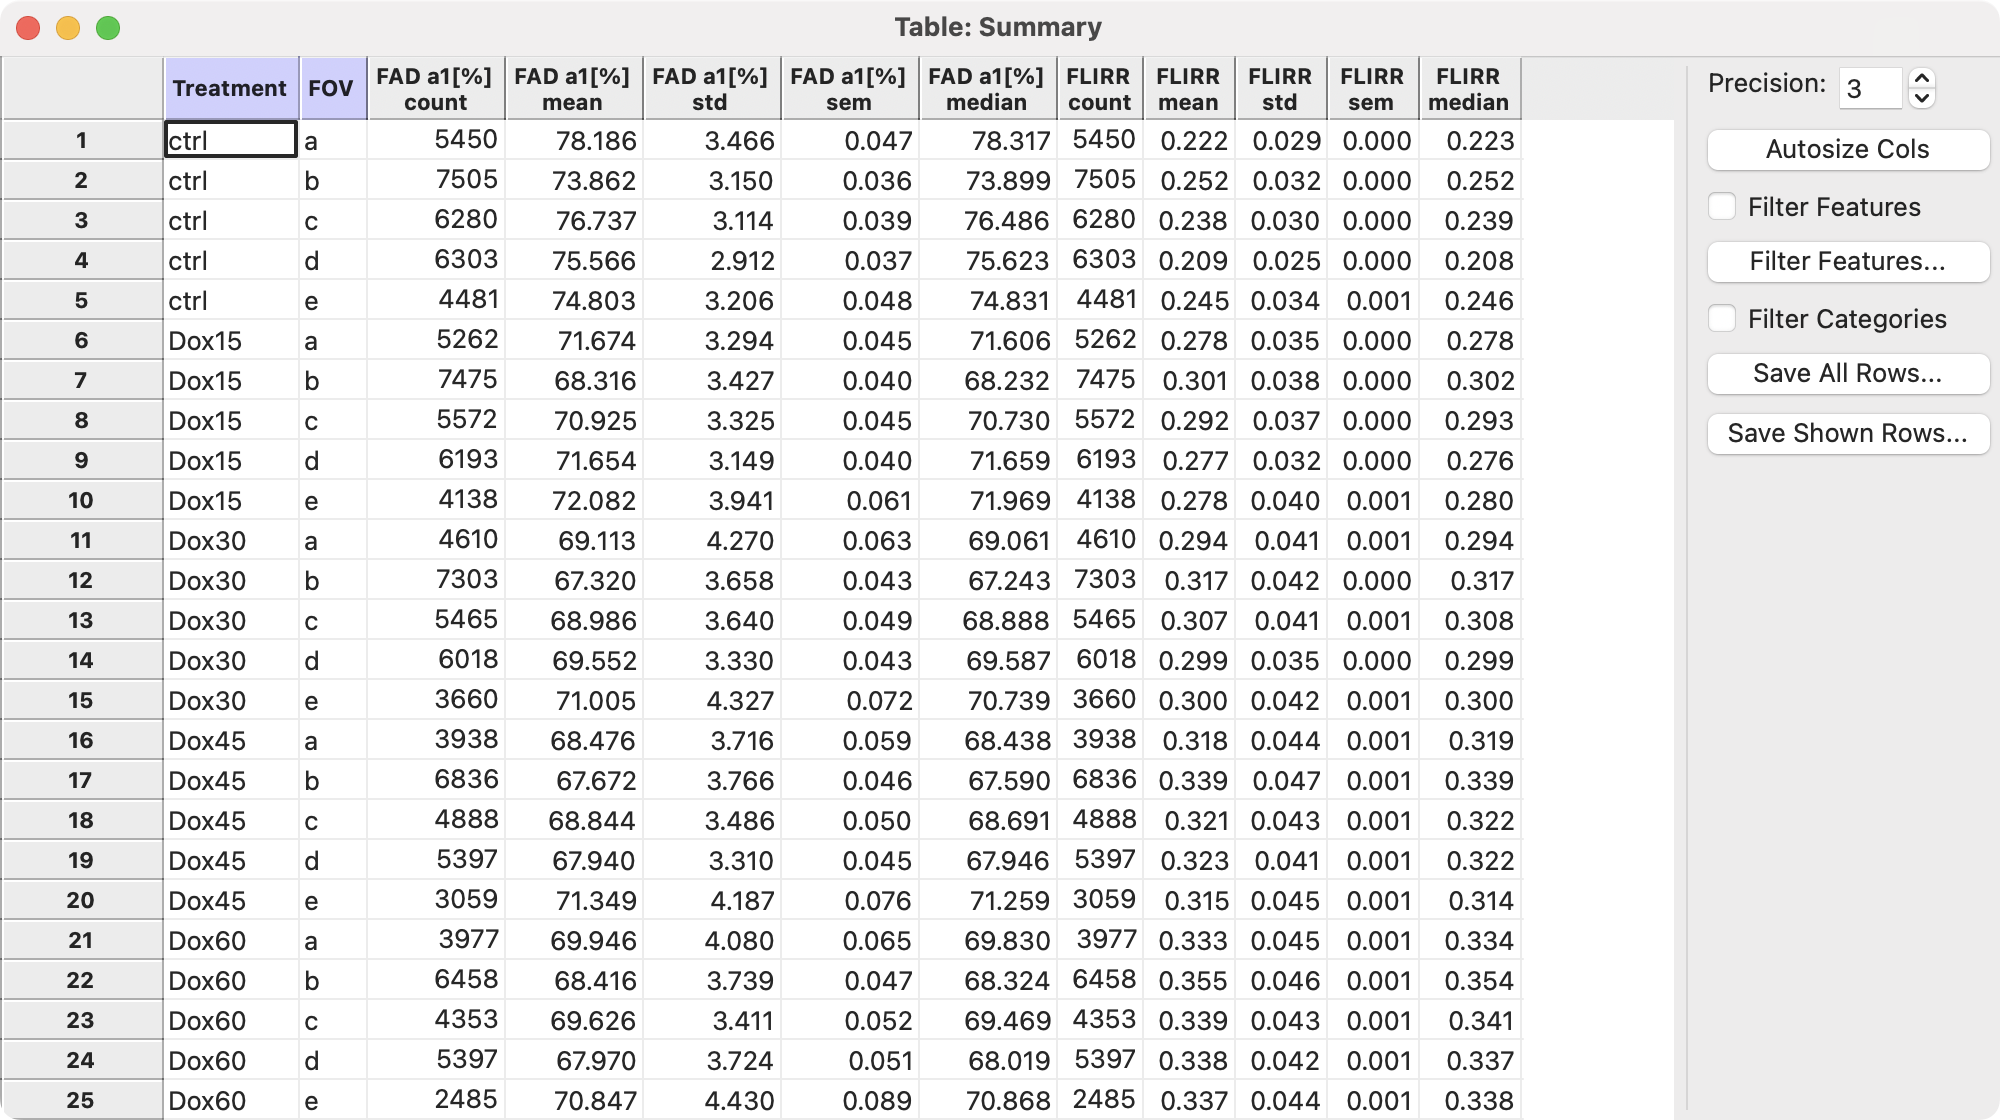 Table: Summary
Treatment FOV FAD a1[%] count FAD a1[%] mean FAD a1[%] std FAD a1[%] sem FAD a1[%] median FLIRR count FLIRR mean FLIRR std FLIRR sem FLIRR median
1 ctrl a 5450 78.186 3.466 0.047 78.317 5450 0.222 0.029 0.000 0.223
2 ctrl b 7505 73.862 3.150 0.036 73.899 7505 0.252 0.032 0.000 0.252
3 ctrl c 6280 76.737 3.114 0.039 76.486 6280 0.238 0.030 0.000 0.239
4 ctrl d 6303 75.566 2.912 0.037 75.623 6303 0.209 0.025 0.000 0.208
5 ctrl e 4481 74.803 3.206 0.048 74.831 4481 0.245 0.034 0.001 0.246
6 Dox15 a 5262 71.674 3.294 0.045 71.606 5262 0.278 0.035 0.000 0.278
7 Dox15 b 7475 68.316 3.427 0.040 68.232 7475 0.301 0.038 0.000 0.302
8 Dox15 c 5572 70.925 3.325 0.045 70.730 5572 0.292 0.037 0.000 0.293
9 Dox15 d 6193 71.654 3.149 0.040 71.659 6193 0.277 0.032 0.000 0.276
10 Dox15 e 4138 72.082 3.941 0.061 71.969 4138 0.278 0.040 0.001 0.280
11 Dox30 a 4610 69.113 4.270 0.063 69.061 4610 0.294 0.041 0.001 0.294
12 Dox30 b 7303 67.320 3.658 0.043 67.243 7303 0.317 0.042 0.000 0.317
13 Dox30 c 5465 68.986 3.640 0.049 68.888 5465 0.307 0.041 0.001 0.308
14 Dox30 d 6018 69.552 3.330 0.043 69.587 6018 0.299 0.035 0.000 0.299
15 Dox30 e 3660 71.005 4.327 0.072 70.739 3660 0.300 0.042 0.001 0.300
16 Dox45 a 3938 68.476 3.716 0.059 68.438 3938 0.318 0.044 0.001 0.319
17 Dox45 b 6836 67.672 3.766 0.046 67.590 6836 0.339 0.047 0.001 0.339
18 Dox45 c 4888 68.844 3.486 0.050 68.691 4888 0.321 0.043 0.001 0.322
19 Dox45 d 5397 67.940 3.310 0.045 67.946 5397 0.323 0.041 0.001 0.322
20 Dox45 e 3059 71.349 4.187 0.076 71.259 3059 0.315 0.045 0.001 0.314
21 Dox60 a 3977 69.946 4.080 0.065 69.830 3977 0.333 0.045 0.001 0.334
22 Dox60 b 6458 68.416 3.739 0.047 68.324 6458 0.355 0.046 0.001 0.354
23 Dox60 c 4353 69.626 3.411 0.052 69.469 4353 0.339 0.043 0.001 0.341
24 Dox60 d 5397 67.970 3.724 0.051 68.019 5397 0.338 0.042 0.001 0.337
25 Dox60 e 2485 70.847 4.430 0.089 70.868 2485 0.337 0.044 0.001 0.338
Precision: 3
Autosize Cols
Filter Features
Filter Features...
Filter Categories
Save All Rows...
Save Shown Rows...